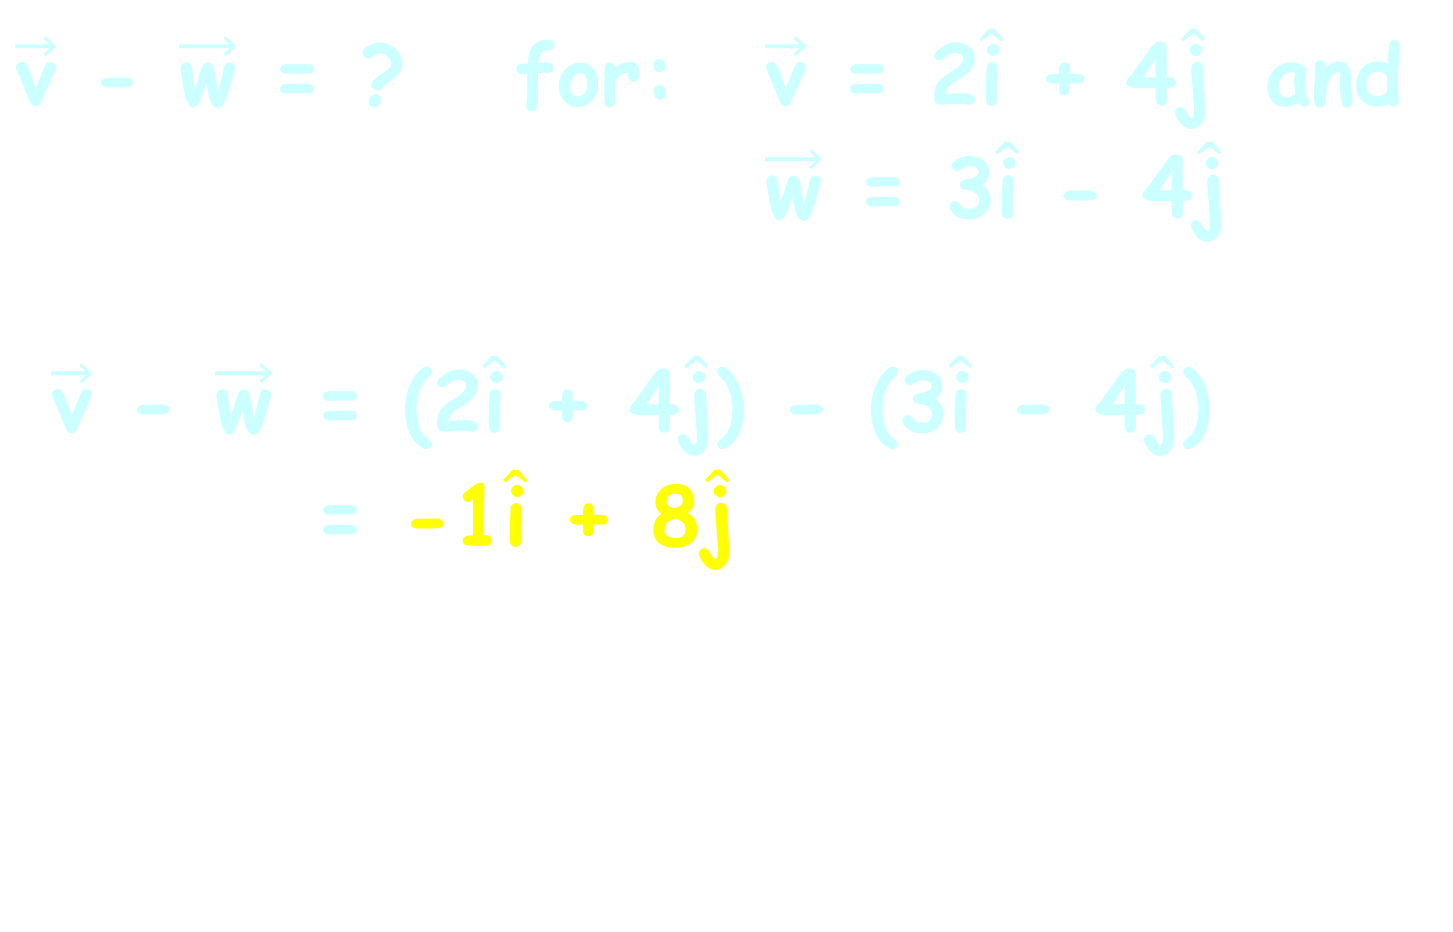 v⃗ - w⃗ = ? for: v⃗ = 2î + 4ĵ and
w⃗ = 3î - 4ĵ
v⃗ - w⃗ = (2î + 4ĵ) - (3î - 4ĵ)
= -1î + 8ĵ